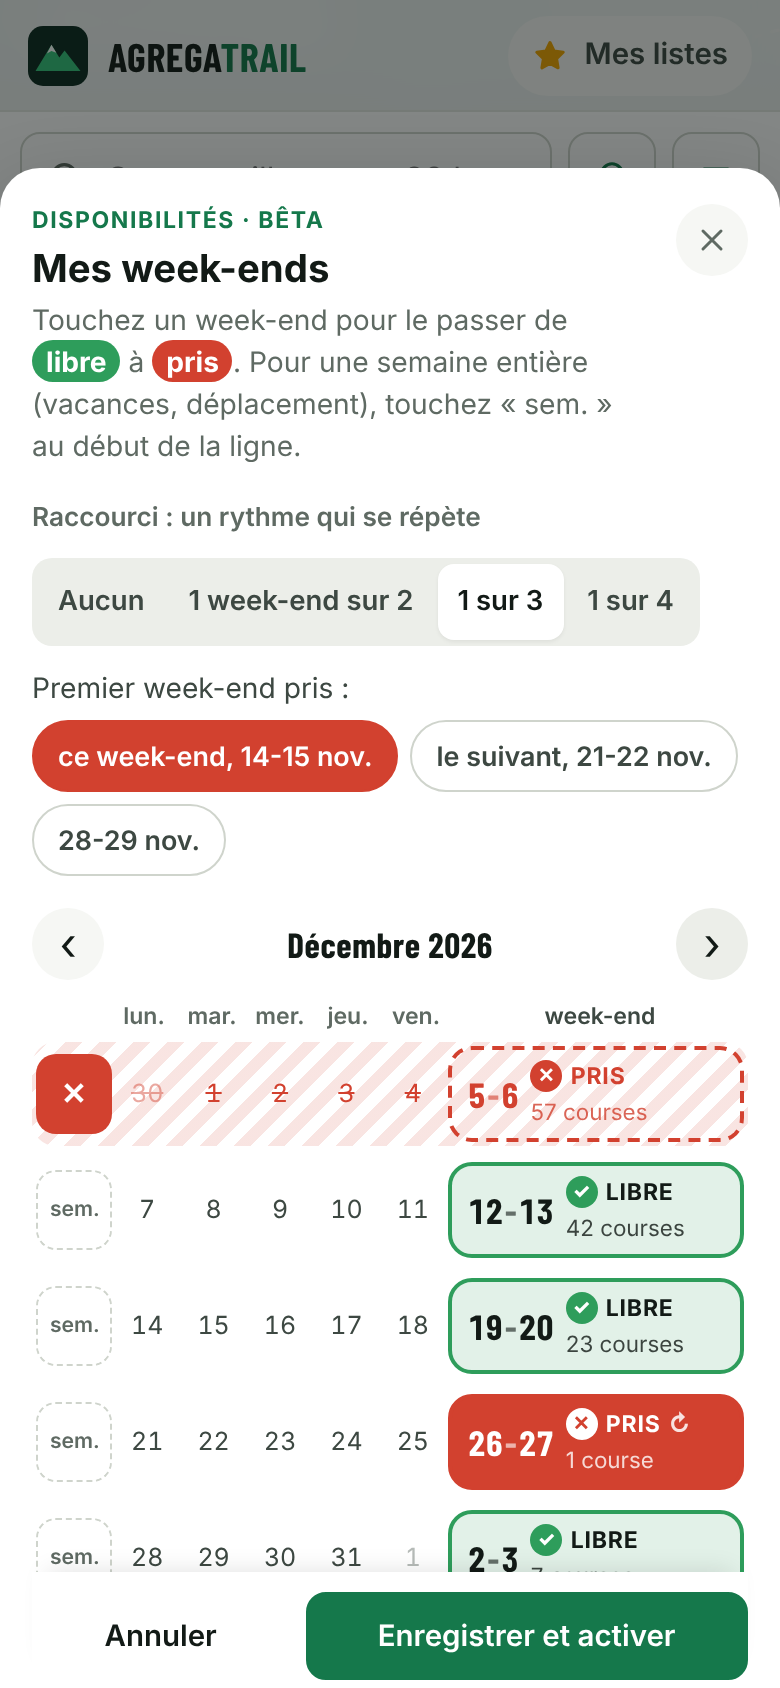 AGREGATRAIL
Mes listes
DISPONIBILITÉS · BÊTA
Mes week-ends
Touchez un week-end pour le passer de
libre à pris. Pour une semaine entière
(vacances, déplacement), touchez « sem. »
au début de la ligne.
Raccourci : un rythme qui se répète
Aucun 1 week-end sur 2 1 sur 3 1 sur 4
Premier week-end pris :
ce week-end, 14-15 nov. le suivant, 21-22 nov.
28-29 nov.
Décembre 2026
lun. mar. mer. jeu. ven. week-end
30 1 2 3 4 5-6 PRIS
57 courses
sem. 7 8 9 10 11 12-13 LIBRE
42 courses
sem. 14 15 16 17 18 19-20 LIBRE
23 courses
sem. 21 22 23 24 25 26-27 PRIS
1 course
sem. 28 29 30 31 1 2-3 LIBRE
Annuler Enregistrer et activer